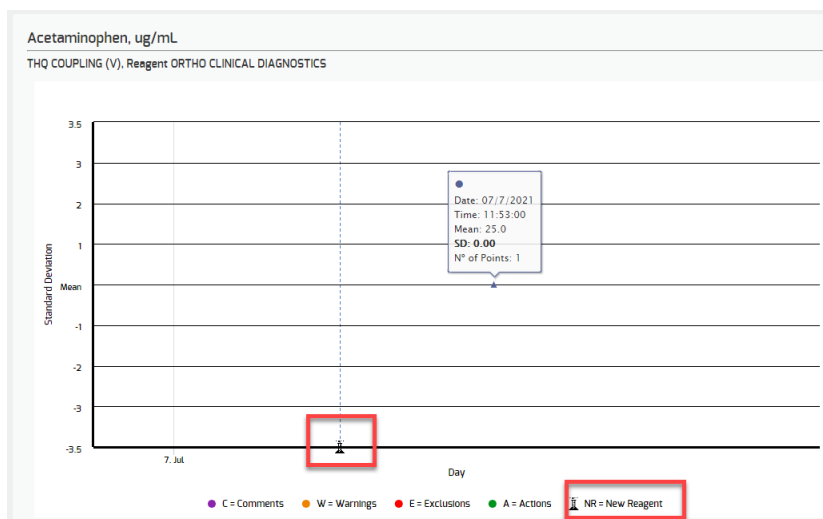 Acetaminophen, ug/mL
THQ COUPLING (V), Reagent ORTHO CLINICAL DIAGNOSTICS
3.5
3
2
1
Mean
-1
-2
-3
-3.5
Standard Deviation
Date: 07/7/2021
Time: 11:53:00
Mean: 25.0
SD: 0.00
Nº of Points: 1
7. Jul
Day
C = Comments W = Warnings E = Exclusions A = Actions NR = New Reagent